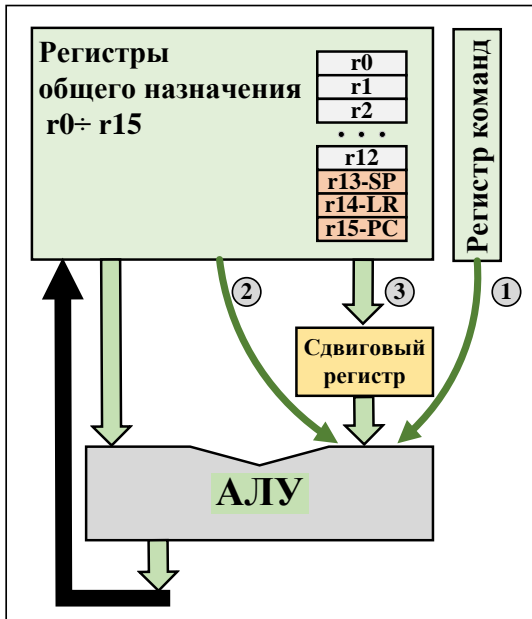 Регистры
общего назначения
r0÷ r15
r0
r1
r2
. . .
r12
r13-SP
r14-LR
r15-PC
Регистр команд
2
3
1
Сдвиговый
регистр
АЛУ